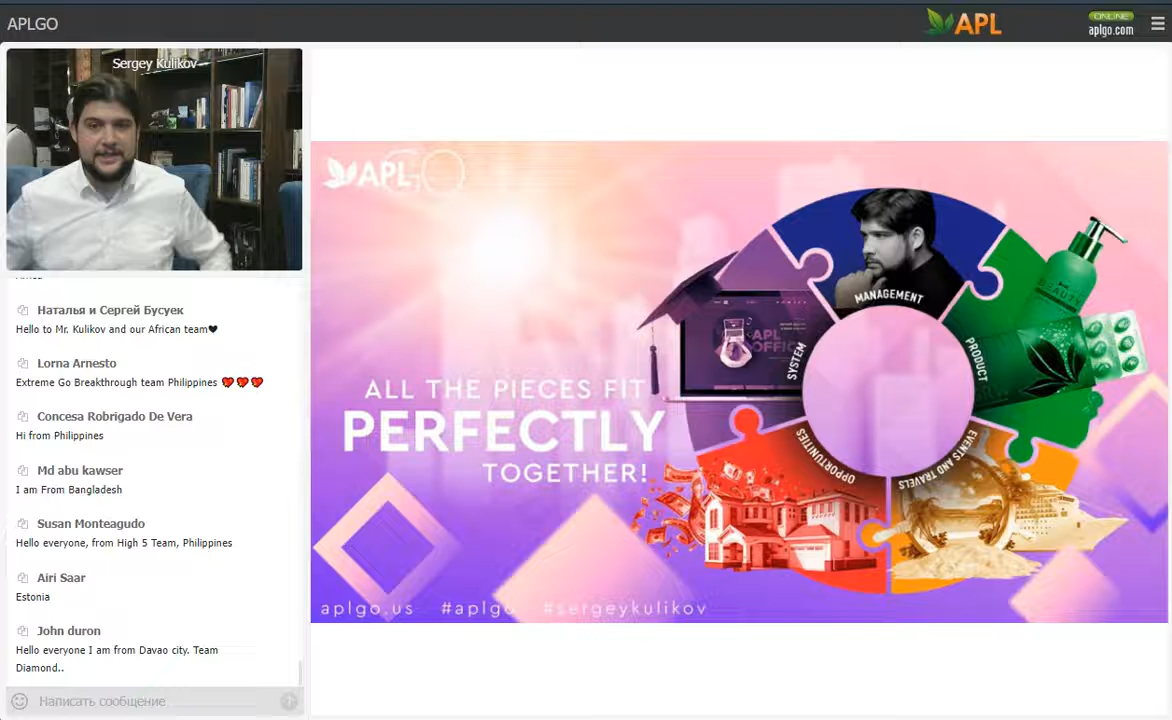 APLGO
APL
ONLINE
aplgo.com
Sergey Kulikov
Наталья и Сергей Бусуек
Hello to Mr. Kulikov and our African team🖤
Lorna Arnesto
Extreme Go Breakthrough team Philippines ❤❤❤
Concesa Robrigado De Vera
Hi from Philippines
Md abu kawser
I am From Bangladesh
Susan Monteagudo
Hello everyone, from High 5 Team, Philippines
Airi Saar
Estonia
John duron
Hello everyone I am from Davao city. Team
Diamond..
Написать сообщение
APLGO
ALL THE PIECES FIT
PERFECTLY
TOGETHER!
MANAGEMENT
PRODUCT
EVENTS AND TRAVELS
OPPORTUNITIES
SYSTEM
APL
OFFIC
BEAUTY
aplgo.us #aplgo #sergeykulikov